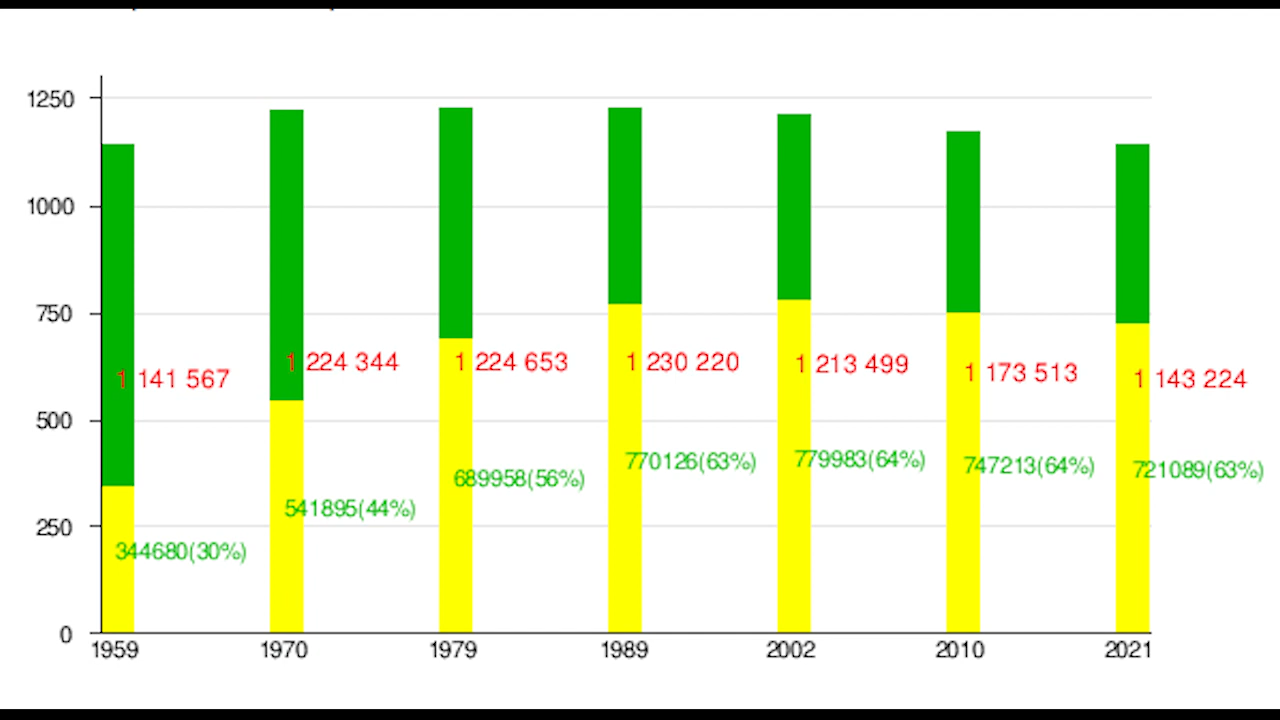 1250
1000
750
500
250
0
1 141 567
1 224 344
1 224 653
1 230 220
1 213 499
1 173 513
1 143 224
344680(30%)
541895(44%)
689958(56%)
770126(63%)
779983(64%)
747213(64%)
721089(63%)
1959 1970 1979 1989 2002 2010 2021